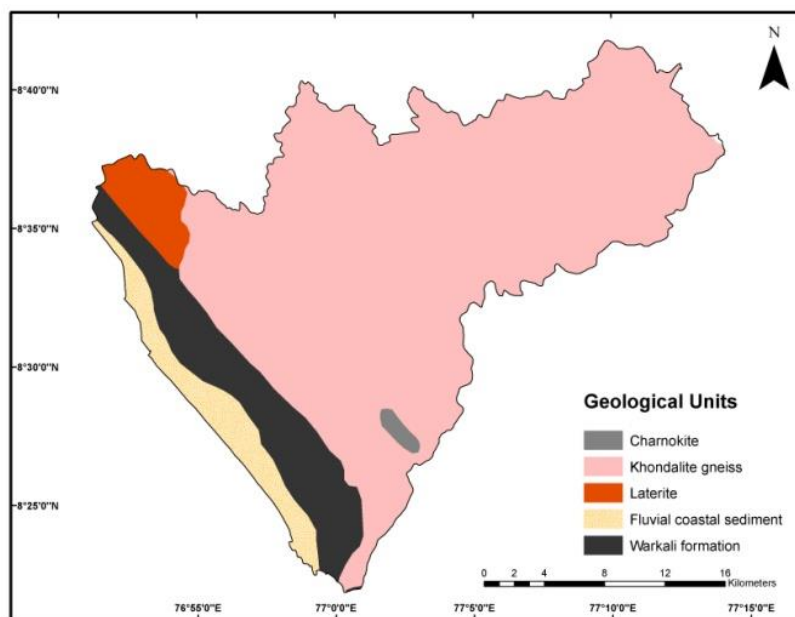 N
8°40'0"N
8°35'0"N
8°30'0"N
8°25'0"N
Geological Units
Charnokite
Khondalite gneiss
Laterite
Fluvial coastal sediment
Warkali formation
0 2 4 8 12 16
Kilometers
76°55'0"E 77°0'0"E 77°5'0"E 77°10'0"E 77°15'0"E